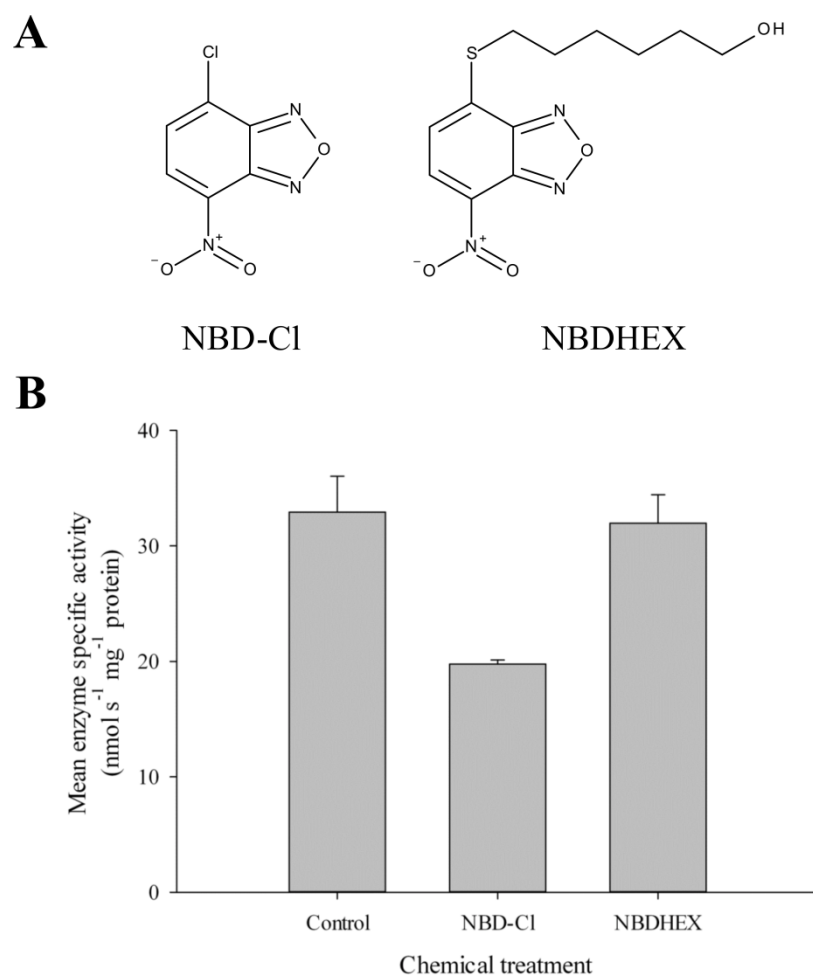 A
Cl
N
O
N
N+
−O
O
S
OH
N
O
N
N+
−O
O
NBD-Cl
NBDHEX
B
Mean enzyme specific activity
(nmol s-1 mg-1 protein)
40
30
20
10
0
Control
NBD-Cl
NBDHEX
Chemical treatment